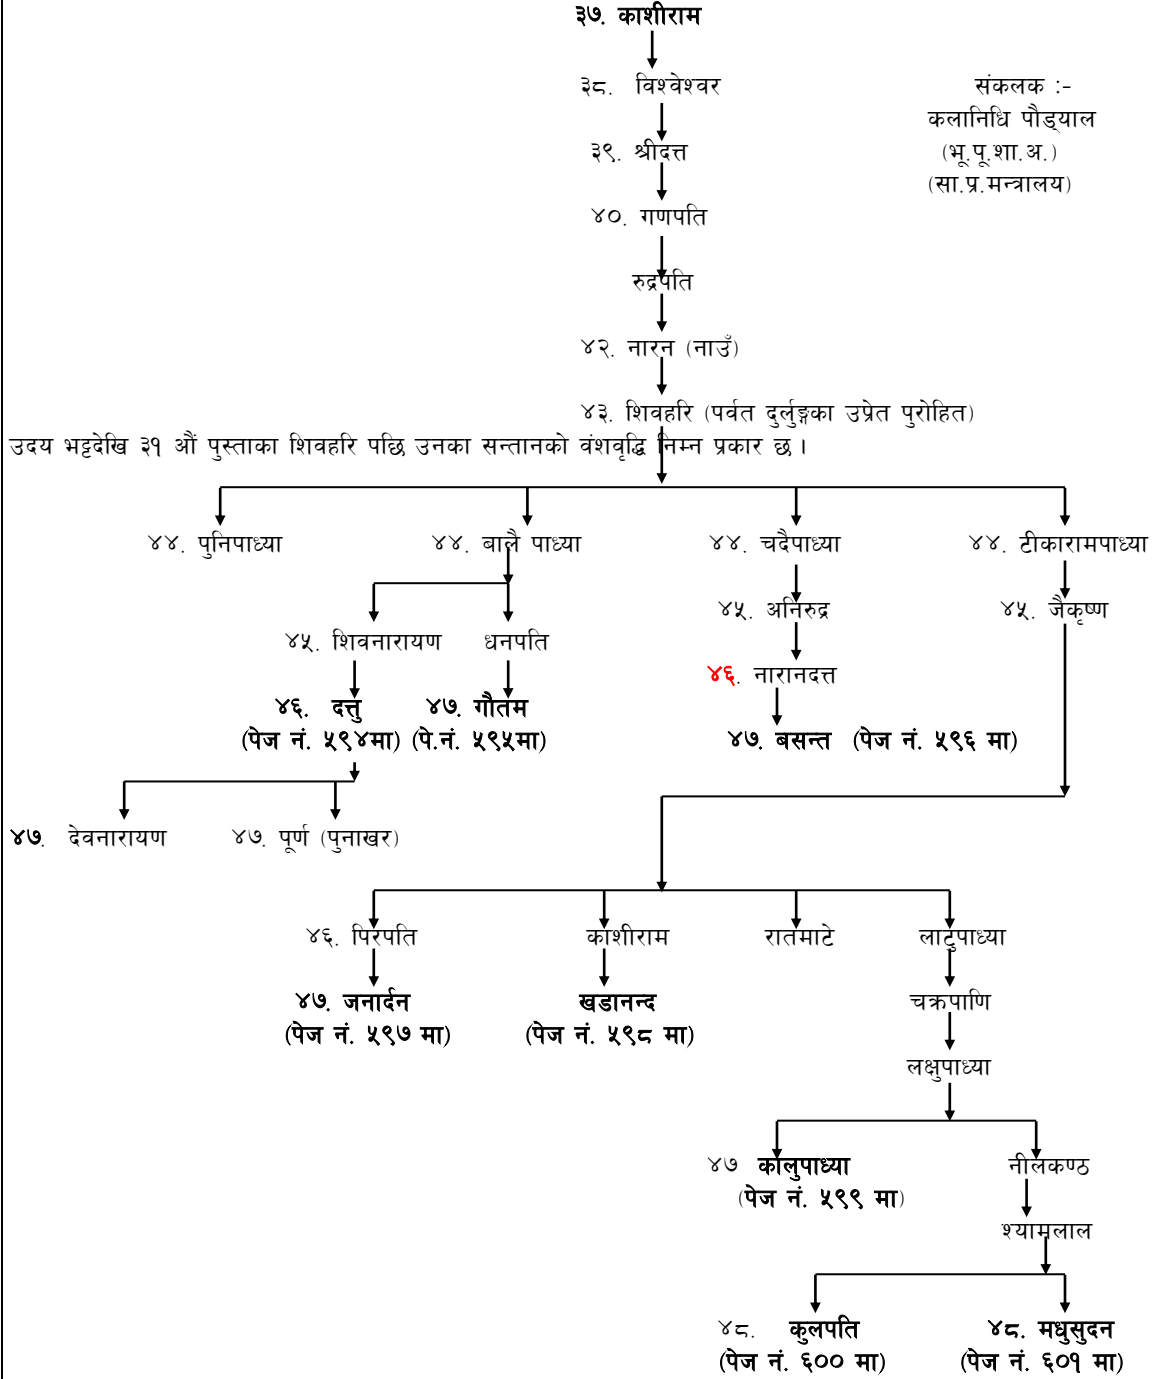 ३७. काशीराम
३८. विश्वेश्वर
संकलक :-
कलानिधि पौड्याल
३९. श्रीदत्त
(भू.पू.शा.अ.)
(सा.प्र.मन्त्रालय)
४०. गणपति
रुद्रपति
४२. नारन (नाउँ)
४३. शिवहरि (पर्वत दुर्लुङ्गका उप्रेत पुरोहित)
उदय भट्टदेखि ३१ औं पुस्ताका शिवहरि पछि उनका सन्तानको वंशवृद्धि निम्न प्रकार छ ।
४४. पुनिपाध्या ४४. बालै पाध्या ४४. चदैपाध्या ४४. टीकारामपाध्या
४५. अनिरुद्र ४५. जैकृष्ण
४५. शिवनारायण धनपति
४६. नारानदत्त
४६. दत्तु ४७. गौतम
(पेज नं. ५९४मा) (पे.नं. ५९५मा) ४७. बसन्त (पेज नं. ५९६ मा)
४७. देवनारायण ४७. पूर्ण (पुनाखर)
४६. पिरपति काशीराम रातमाटे लाटुपाध्या
४७. जनार्दन खडानन्द चक्रपाणि
(पेज नं. ५९७ मा) (पेज नं. ५९८ मा)
लक्षुपाध्या
४७ कालुपाध्या नीलकण्ठ
(पेज नं. ५९९ मा)
श्यामलाल
४८. कुलपति ४८. मधुसुदन
(पेज नं. ६०० मा) (पेज नं. ६०१ मा)